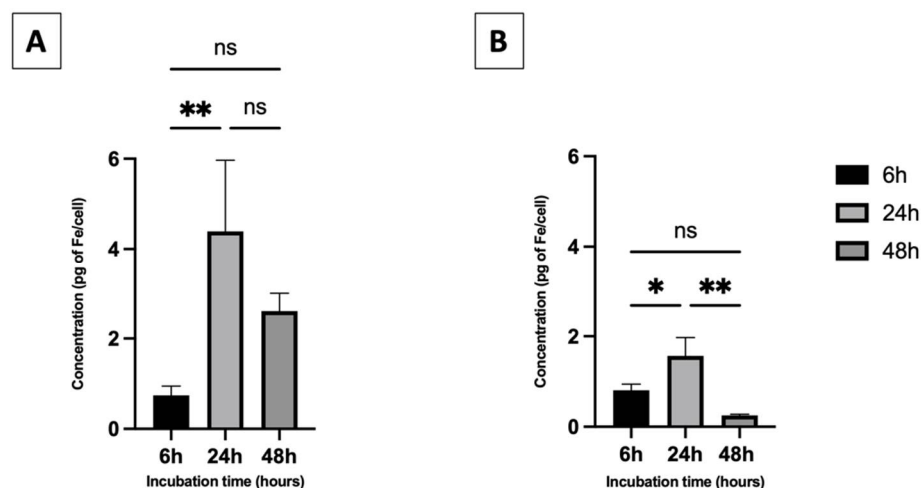 A
ns
** ns
6
4
2
0
Concentration (pg of Fe/cell)
6h 24h 48h
Incubation time (hours)
B
ns
* **
6
4
2
0
Concentration (pg of Fe/cell)
6h 24h 48h
Incubation time (hours)
6h
24h
48h